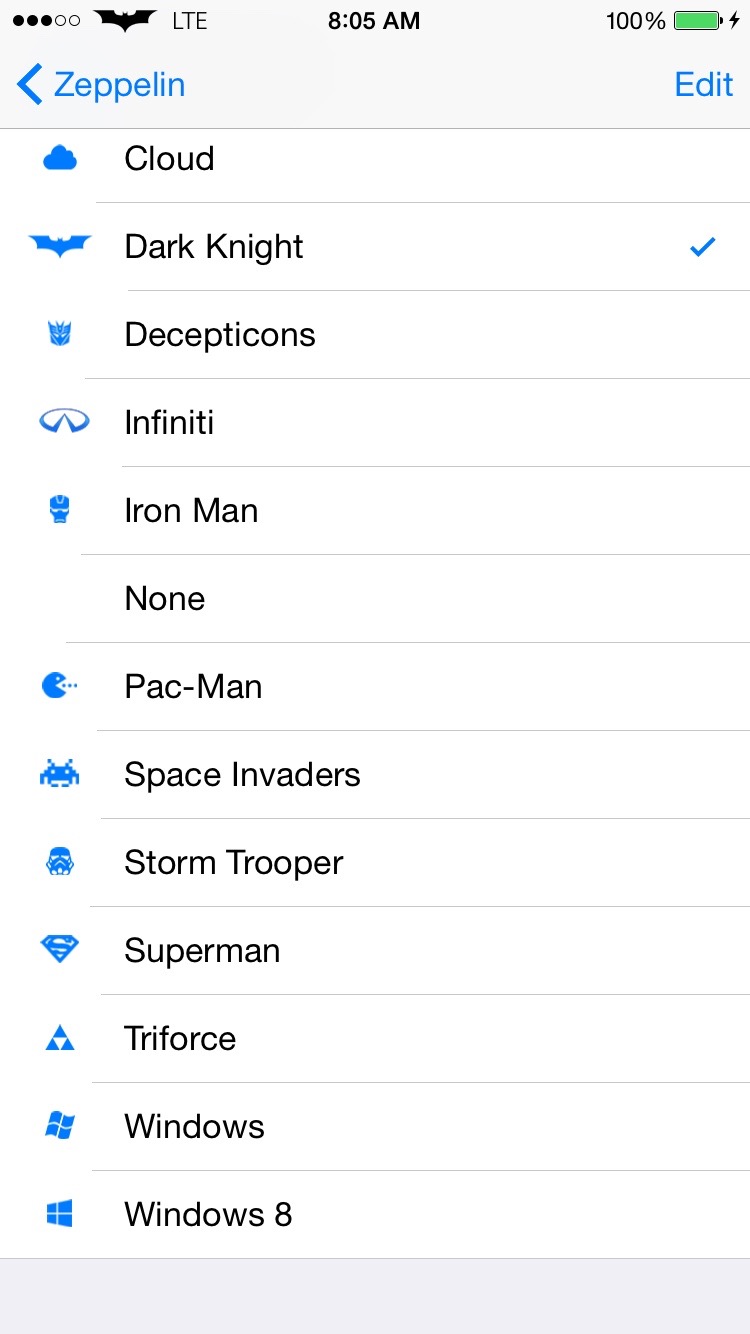 LTE 8:05 AM 100%
Zeppelin Edit
Cloud
Dark Knight
Decepticons
Infiniti
Iron Man
None
Pac-Man
Space Invaders
Storm Trooper
Superman
Triforce
Windows
Windows 8